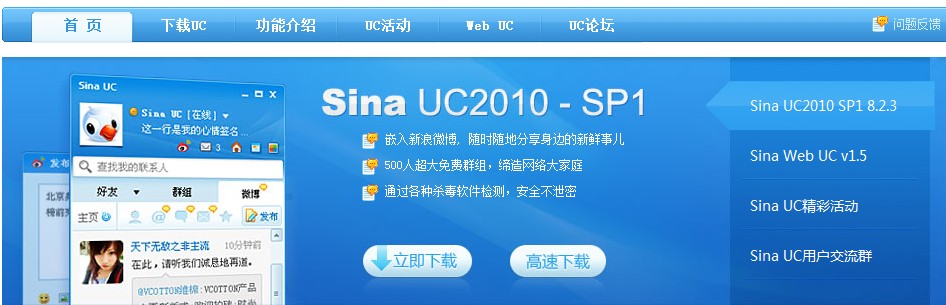 首 页 下载UC 功能介绍 UC活动 Web UC UC论坛 问题反馈
Sina UC2010 - SP1
嵌入新浪微博，随时随地分享身边的新鲜事儿
500人超大免费群组，缔造网络大家庭
通过各种杀毒软件检测，安全不泄密
立即下载 高速下载
Sina UC2010 SP1 8.2.3
Sina Web UC v1.5
Sina UC精彩活动
Sina UC用户交流群
Sina UC
Sina UC [在线]
这一行是我的心情签名...
3
查找我的联系人
好友 群组 微博
主页 @ 发布
天下无敌之非主流 10分钟前
在此，请听我们诚恳地再道。
@VCOTTON维棉：VCOTTON产品
发布